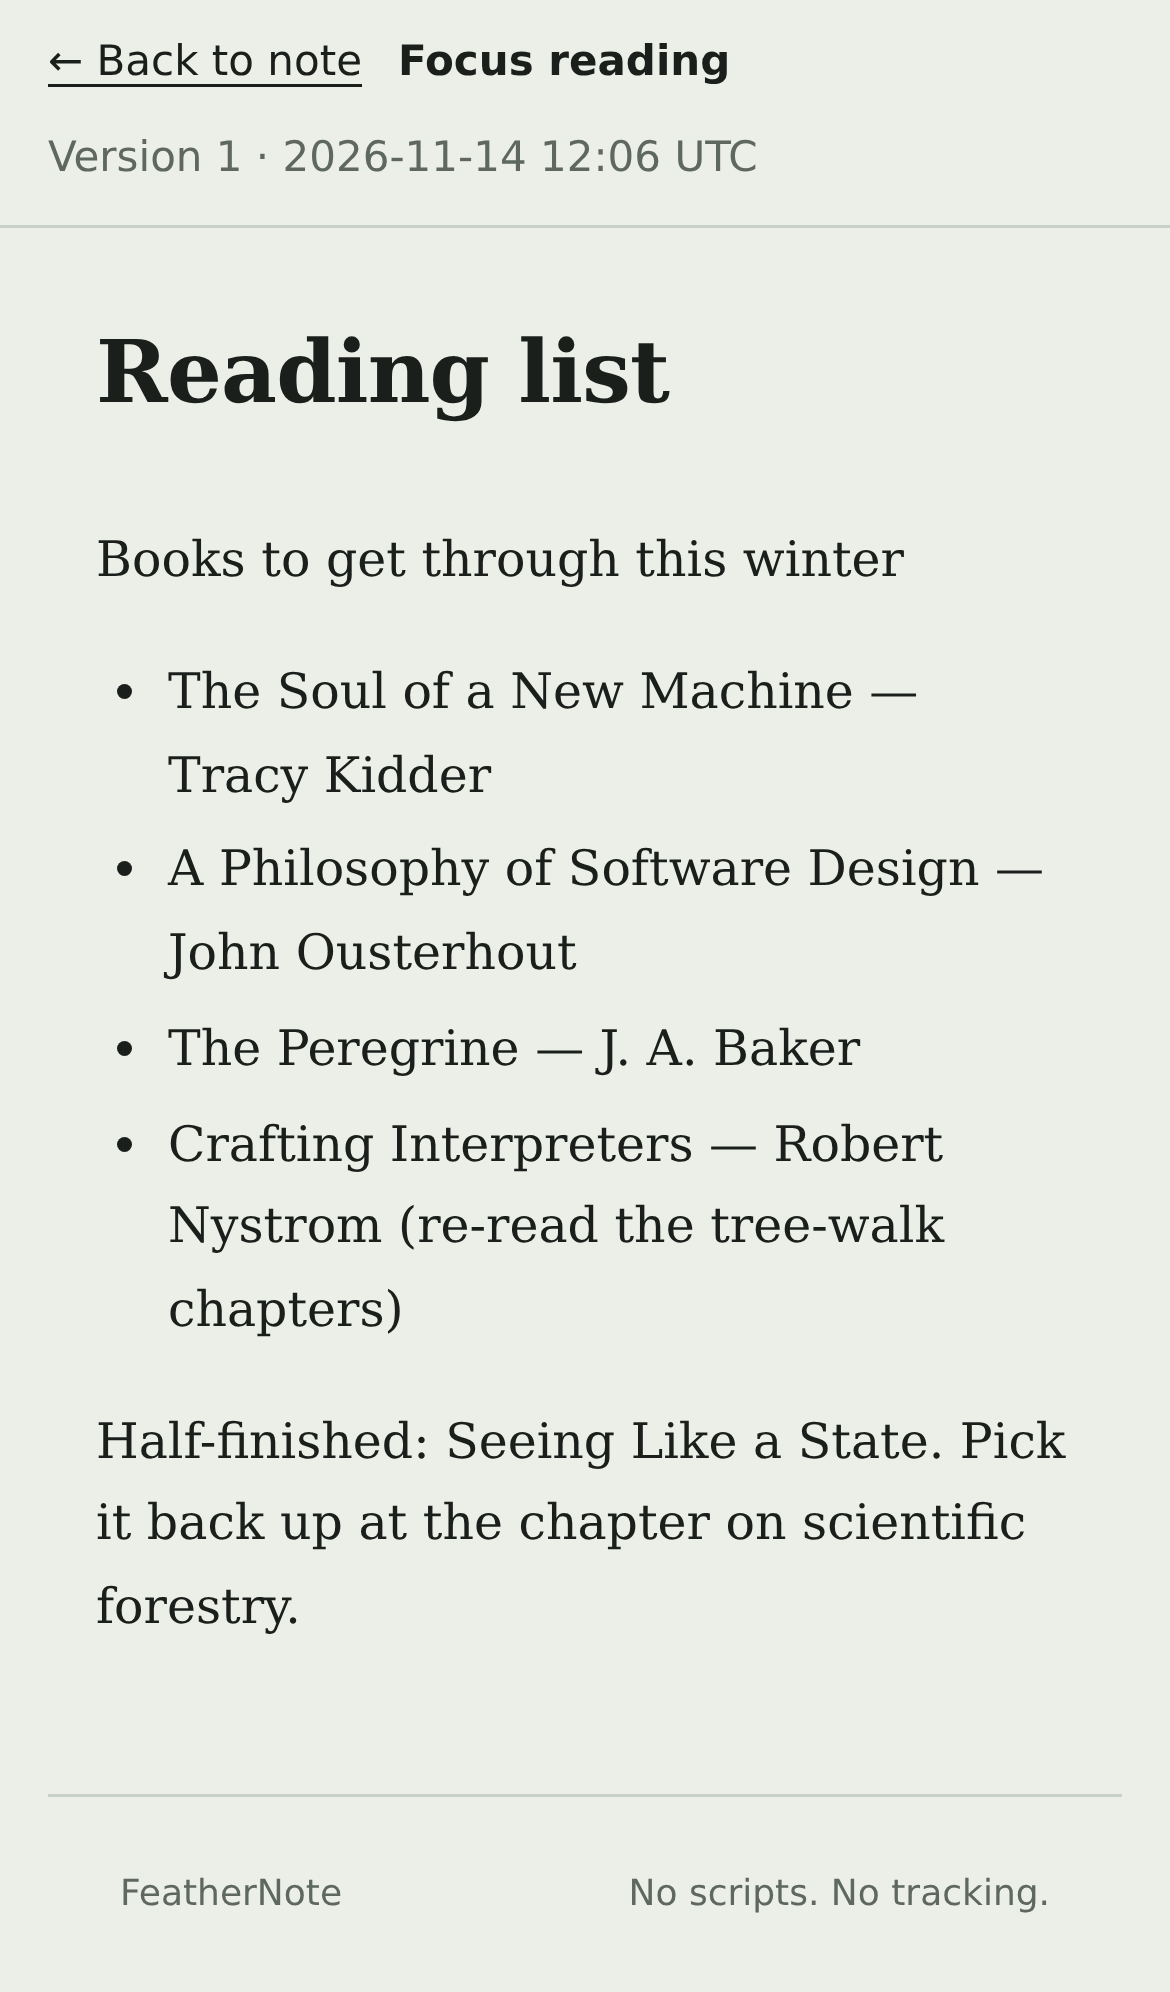 ← Back to note Focus reading
Version 1 · 2026-11-14 12:06 UTC
Reading list
Books to get through this winter
• The Soul of a New Machine —
Tracy Kidder
• A Philosophy of Software Design —
John Ousterhout
• The Peregrine — J. A. Baker
• Crafting Interpreters — Robert
Nystrom (re-read the tree-walk
chapters)
Half-finished: Seeing Like a State. Pick
it back up at the chapter on scientific
forestry.
FeatherNote No scripts. No tracking.